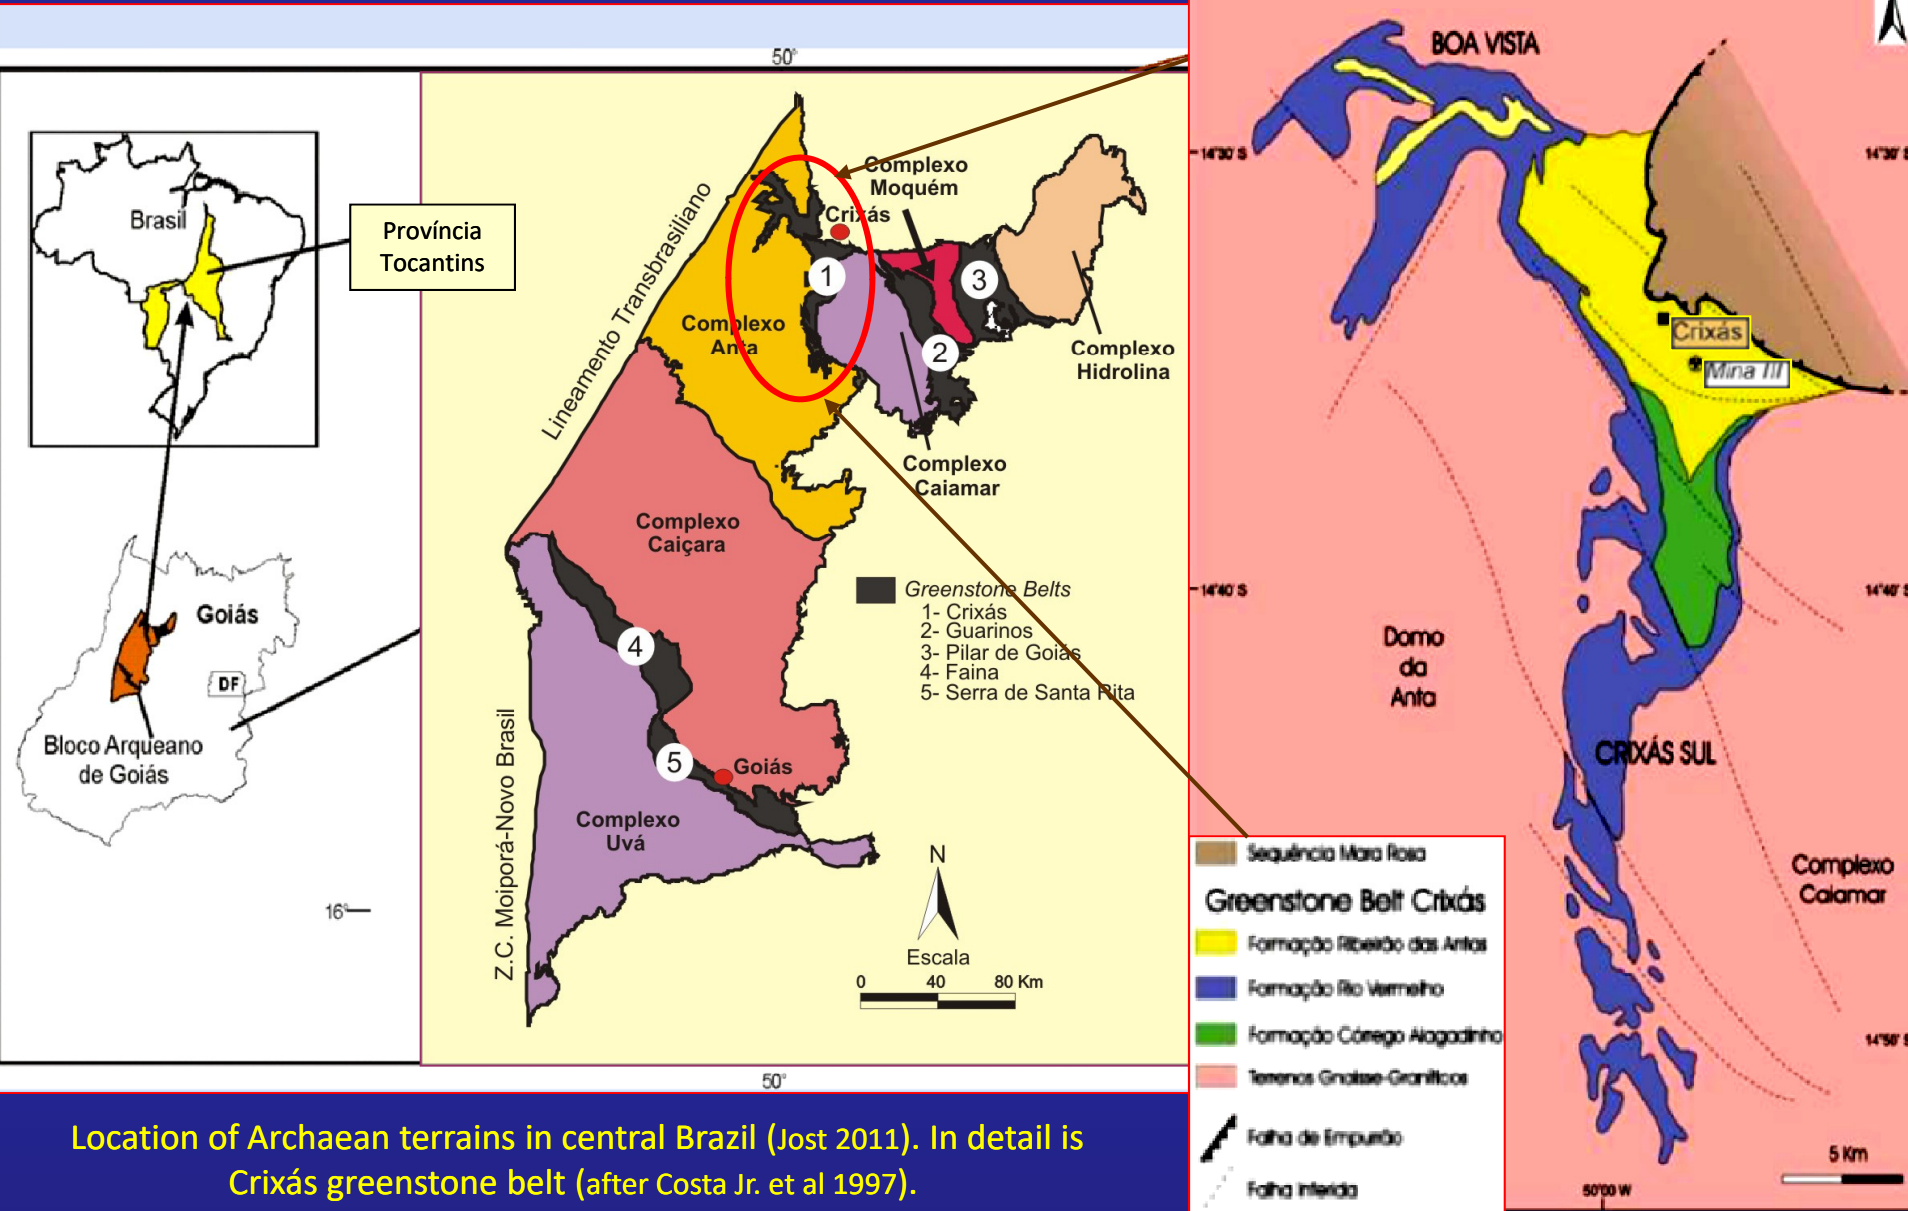 50°
Brasil
Província
Tocantins
Goiás
DF
Bloco Arqueano
de Goiás
16°
Lineamento Transbrasiliano
Complexo
Moquém
Crixás
1
3
2
Complexo
Anta
Complexo
Hidrolina
Complexo
Caiamar
Complexo
Caiçara
Greenstone Belts
1- Crixás
2- Guarinos
3- Pilar de Goiás
4- Faina
5- Serra de Santa Rita
4
5
Goiás
Complexo
Uvá
Z.C. Moiporá-Novo Brasil
N
Escala
0 40 80 Km
50°
BOA VISTA
14°30' S
14°30' S
Crixás
Mina III
14°40' S
14°40' S
Domo
da
Anta
CRIXÁS SUL
Complexo
Caiamar
14°50' S
5 Km
50°00 W
Sequência Mara Rosa
Greenstone Belt Crixás
Formação Ribeirão das Antas
Formação Rio Vermelho
Formação Córrego Alagadinho
Terrenos Gnaisse-Graníticos
Falha de Empurrão
Falha Inferida
Location of Archaean terrains in central Brazil (Jost 2011). In detail is
Crixás greenstone belt (after Costa Jr. et al 1997).